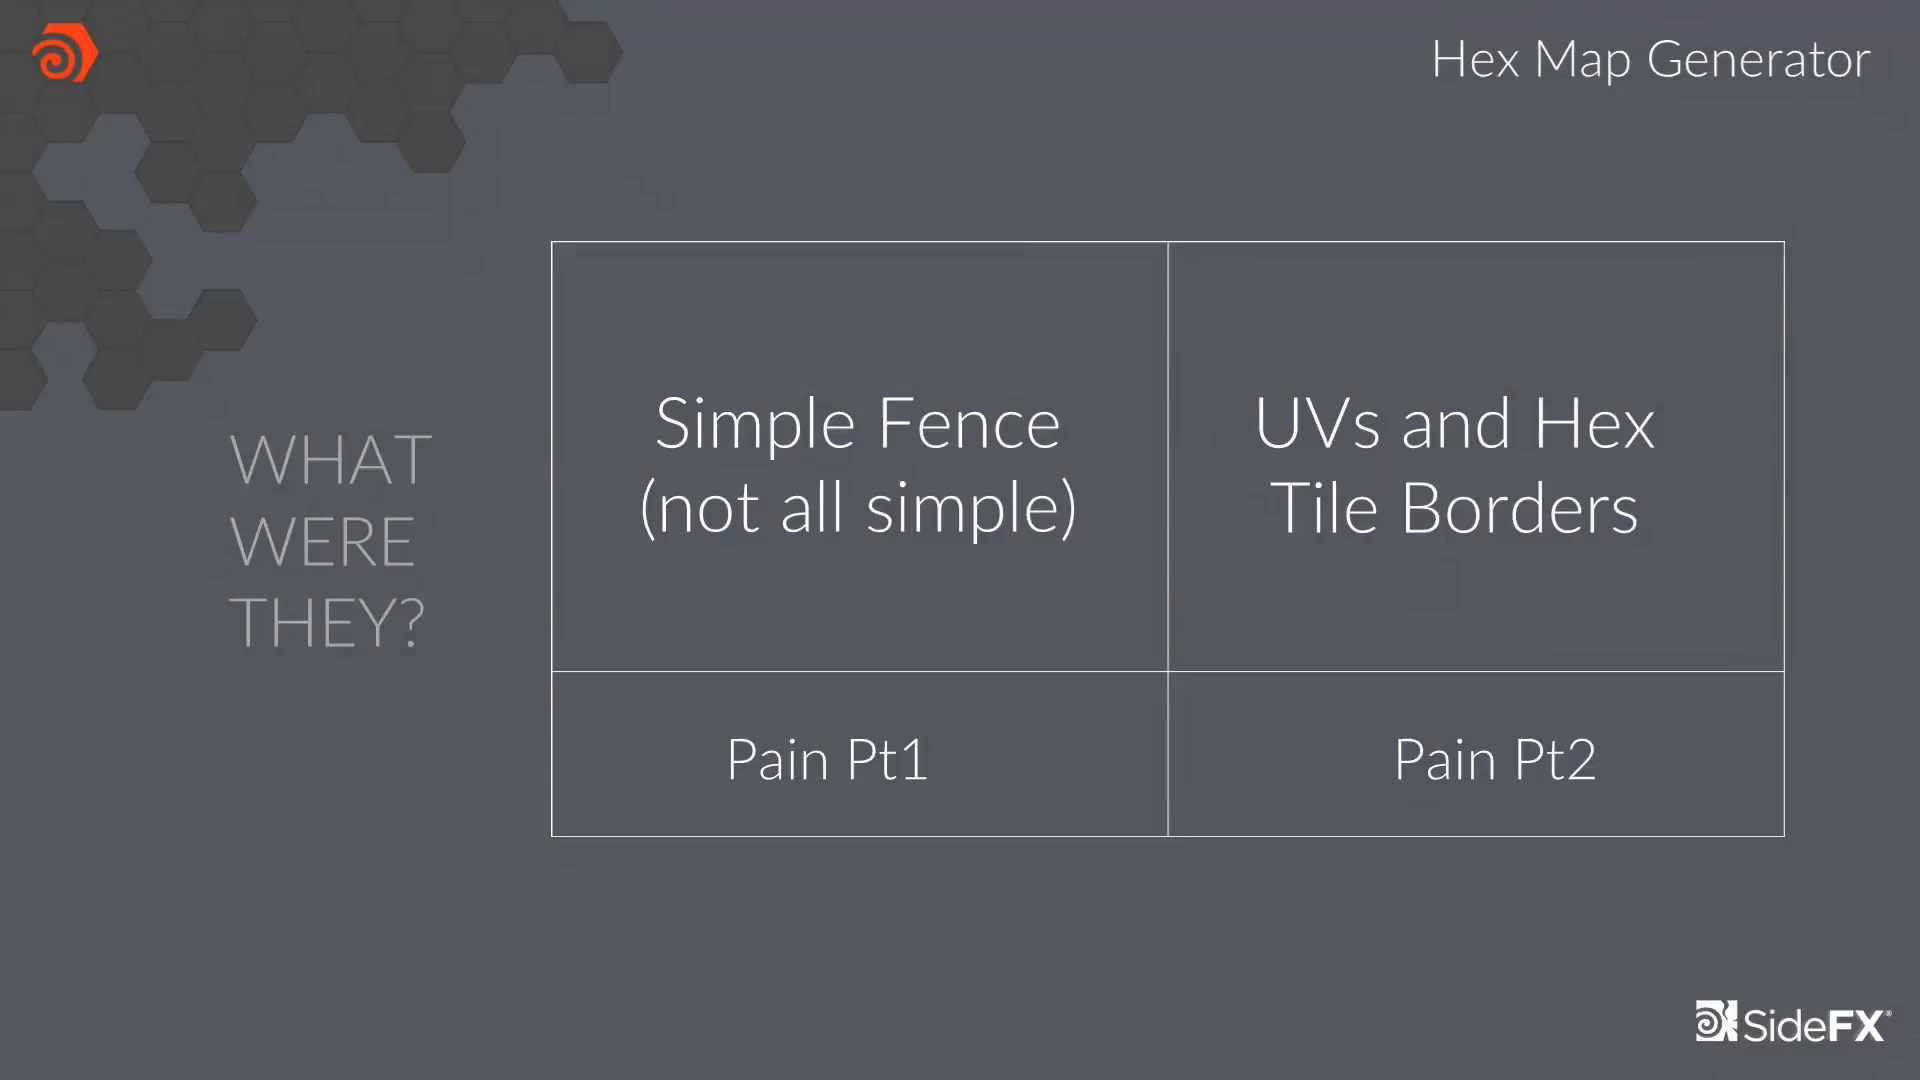 Hex Map Generator
WHAT
WERE
THEY?
Simple Fence
(not all simple)
UVs and Hex
Tile Borders
Pain Pt1
Pain Pt2
SideFX®